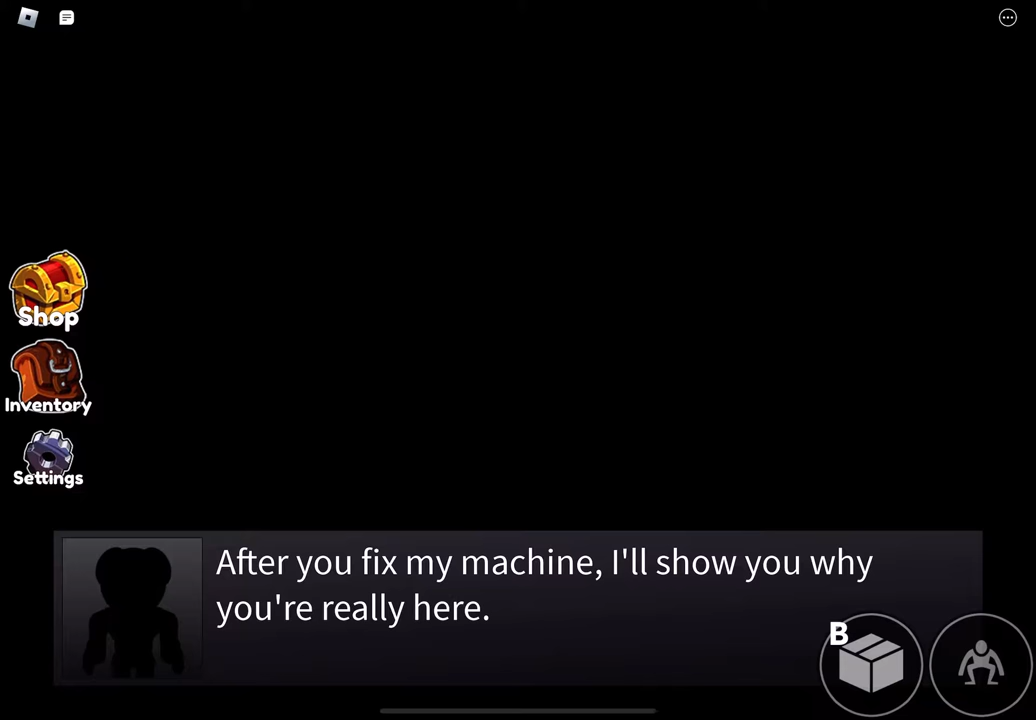 Shop
Inventory
Settings
After you fix my machine, I'll show you why
you're really here.
B